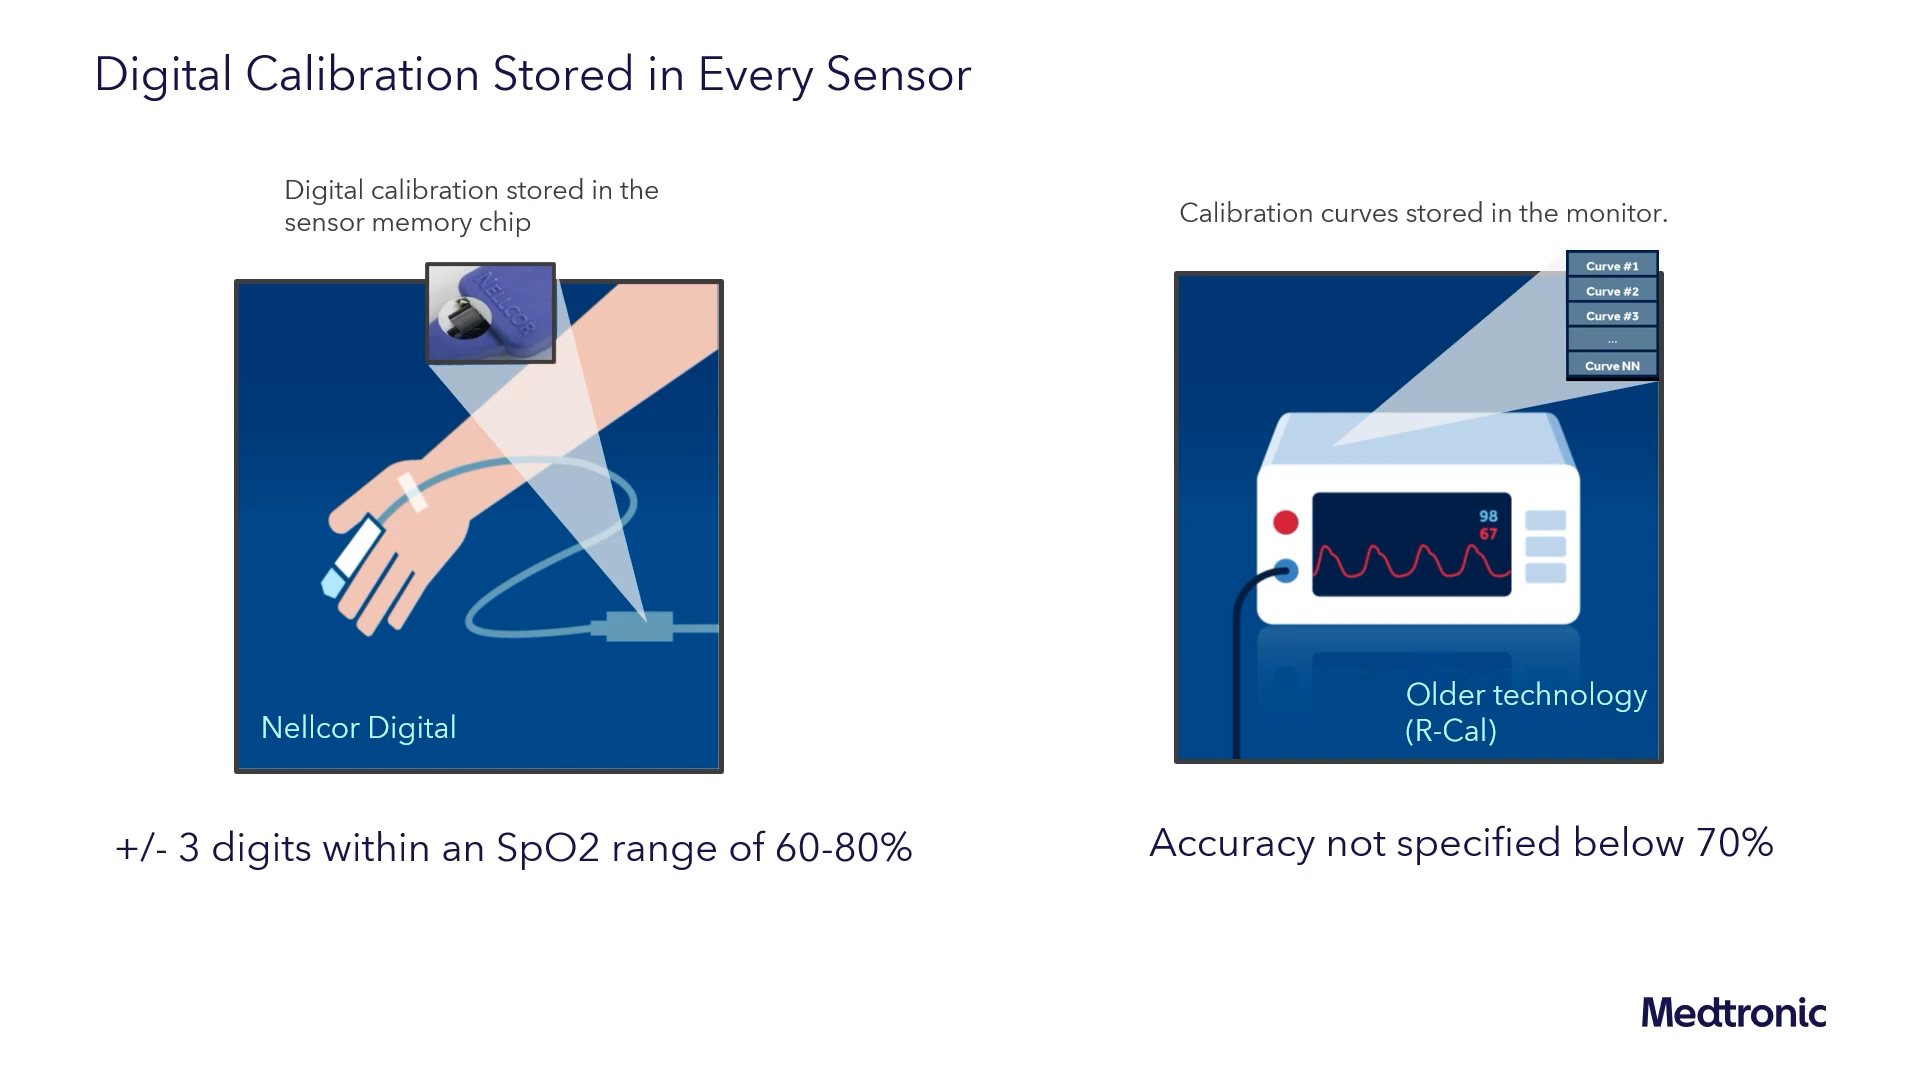 Digital Calibration Stored in Every Sensor
Digital calibration stored in the
sensor memory chip
NELLCOR
Nellcor Digital
+/- 3 digits within an SpO2 range of 60-80%
Calibration curves stored in the monitor.
Curve #1
Curve #2
Curve #3
...
Curve NN
98
67
Older technology
(R-Cal)
Accuracy not specified below 70%
Medtronic